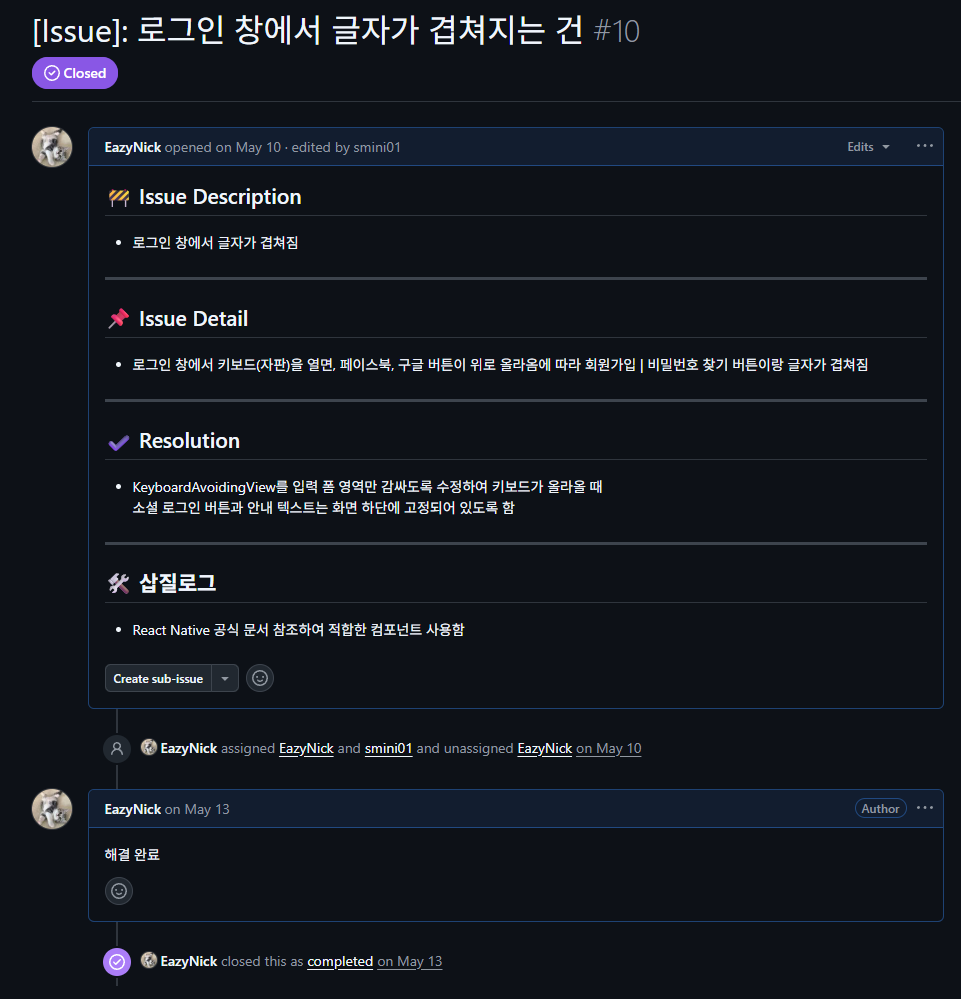 [Issue]: 로그인 창에서 글자가 겹쳐지는 건 #10
Closed
EazyNick opened on May 10 · edited by smini01
Edits
Issue Description
로그인 창에서 글자가 겹쳐짐
Issue Detail
로그인 창에서 키보드(자판)을 열면, 페이스북, 구글 버튼이 위로 올라옴에 따라 회원가입 | 비밀번호 찾기 버튼이랑 글자가 겹쳐짐
Resolution
KeyboardAvoidingView를 입력 폼 영역만 감싸도록 수정하여 키보드가 올라올 때
소셜 로그인 버튼과 안내 텍스트는 화면 하단에 고정되어 있도록 함
삽질로그
React Native 공식 문서 참조하여 적합한 컴포넌트 사용함
Create sub-issue
EazyNick assigned EazyNick and smini01 and unassigned EazyNick on May 10
EazyNick on May 13
Author
해결 완료
EazyNick closed this as completed on May 13